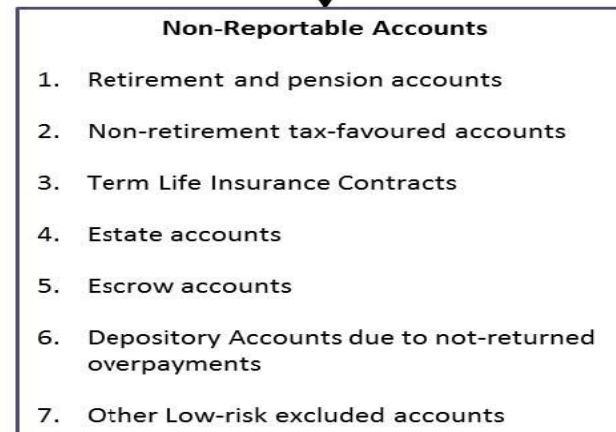 Non-Reportable Accounts
1. Retirement and pension accounts
2. Non-retirement tax-favoured accounts
3. Term Life Insurance Contracts
4. Estate accounts
5. Escrow accounts
6. Depository Accounts due to not-returned
overpayments
7. Other Low-risk excluded accounts